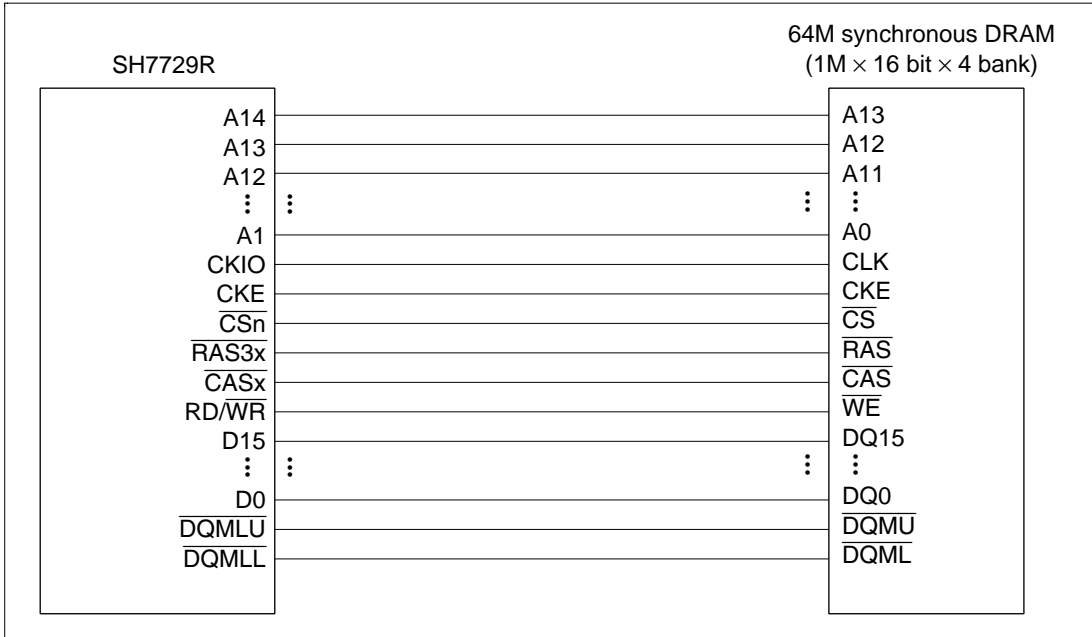 64M synchronous DRAM
(1M × 16 bit × 4 bank)
SH7729R
A14
A13
A12
A1
CKIO
CKE
CSn
RAS3x
CASx
RD/WR
D15
D0
DQMLU
DQMLL
A13
A12
A11
A0
CLK
CKE
CS
RAS
CAS
WE
DQ15
DQ0
DQMU
DQML